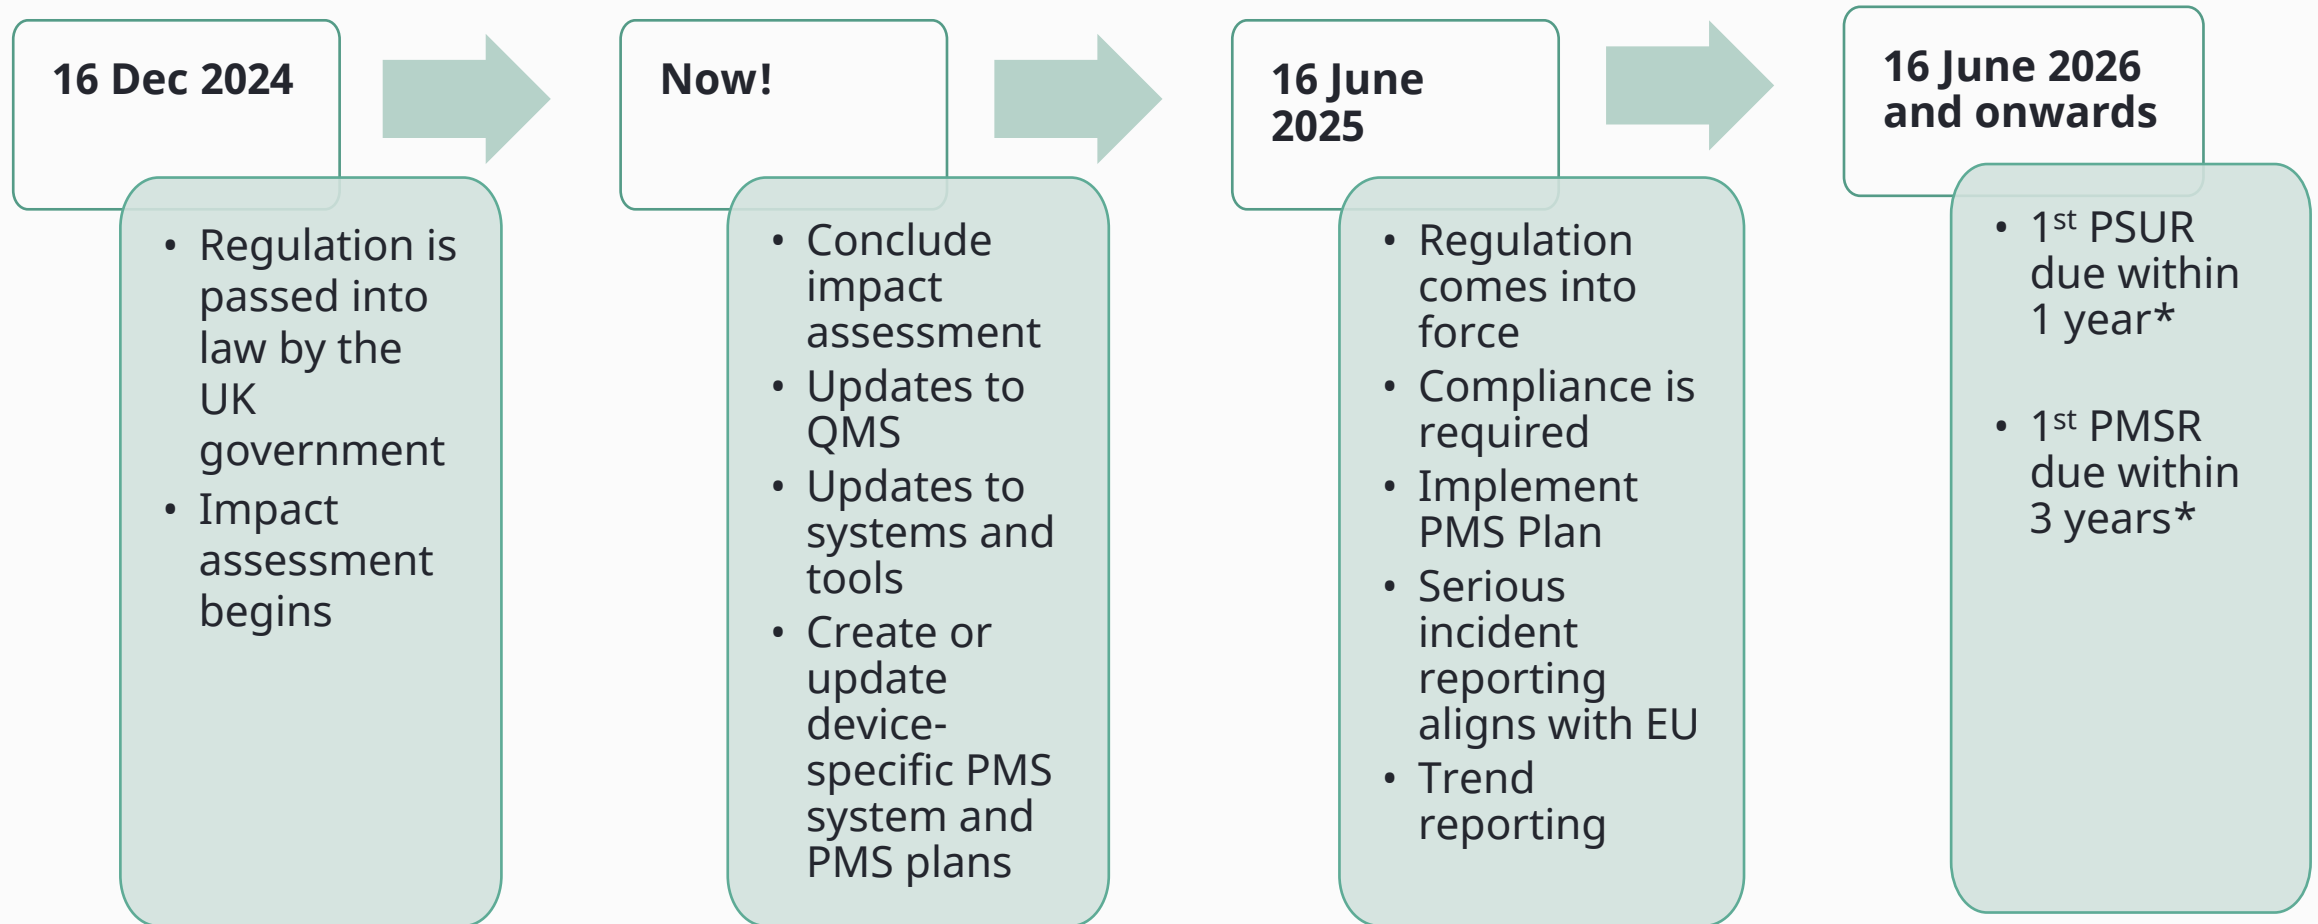 16 Dec 2024
• Regulation is
passed into
law by the
UK
government
• Impact
assessment
begins
Now!
• Conclude
impact
assessment
• Updates to
QMS
• Updates to
systems and
tools
• Create or
update
device-
specific PMS
system and
PMS plans
16 June
2025
• Regulation
comes into
force
• Compliance is
required
• Implement
PMS Plan
• Serious
incident
reporting
aligns with EU
• Trend
reporting
16 June 2026
and onwards
• 1st PSUR
due within
1 year*
• 1st PMSR
due within
3 years*